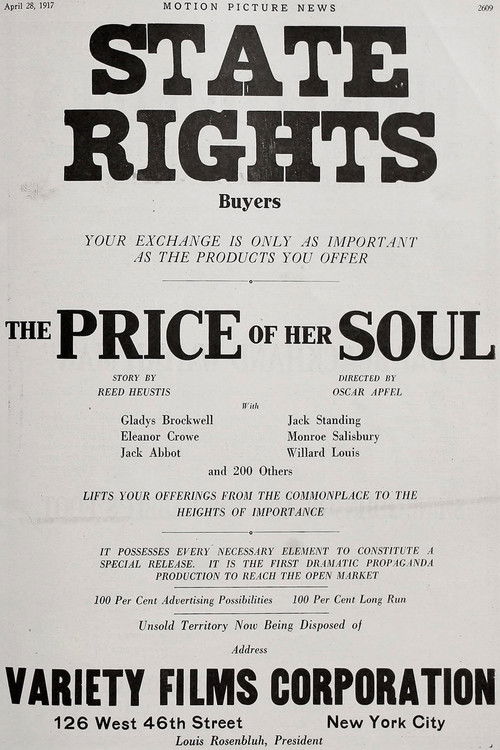 April 28, 1917 MOTION PICTURE NEWS 2609
STATE
RIGHTS
Buyers
YOUR EXCHANGE IS ONLY AS IMPORTANT
AS THE PRODUCTS YOU OFFER
THE PRICE OF HER SOUL
STORY BY DIRECTED BY
REED HEUSTIS OSCAR APFEL
With
Gladys Brockwell Jack Standing
Eleanor Crowe Monroe Salisbury
Jack Abbot Willard Louis
and 200 Others
LIFTS YOUR OFFERINGS FROM THE COMMONPLACE TO THE
HEIGHTS OF IMPORTANCE
IT POSSESSES EVERY NECESSARY ELEMENT TO CONSTITUTE A
SPECIAL RELEASE. IT IS THE FIRST DRAMATIC PROPAGANDA
PRODUCTION TO REACH THE OPEN MARKET
100 Per Cent Advertising Possibilities 100 Per Cent Long Run
Unsold Territory Now Being Disposed of
Address
VARIETY FILMS CORPORATION
126 West 46th Street New York City
Louis Rosenbluh, President